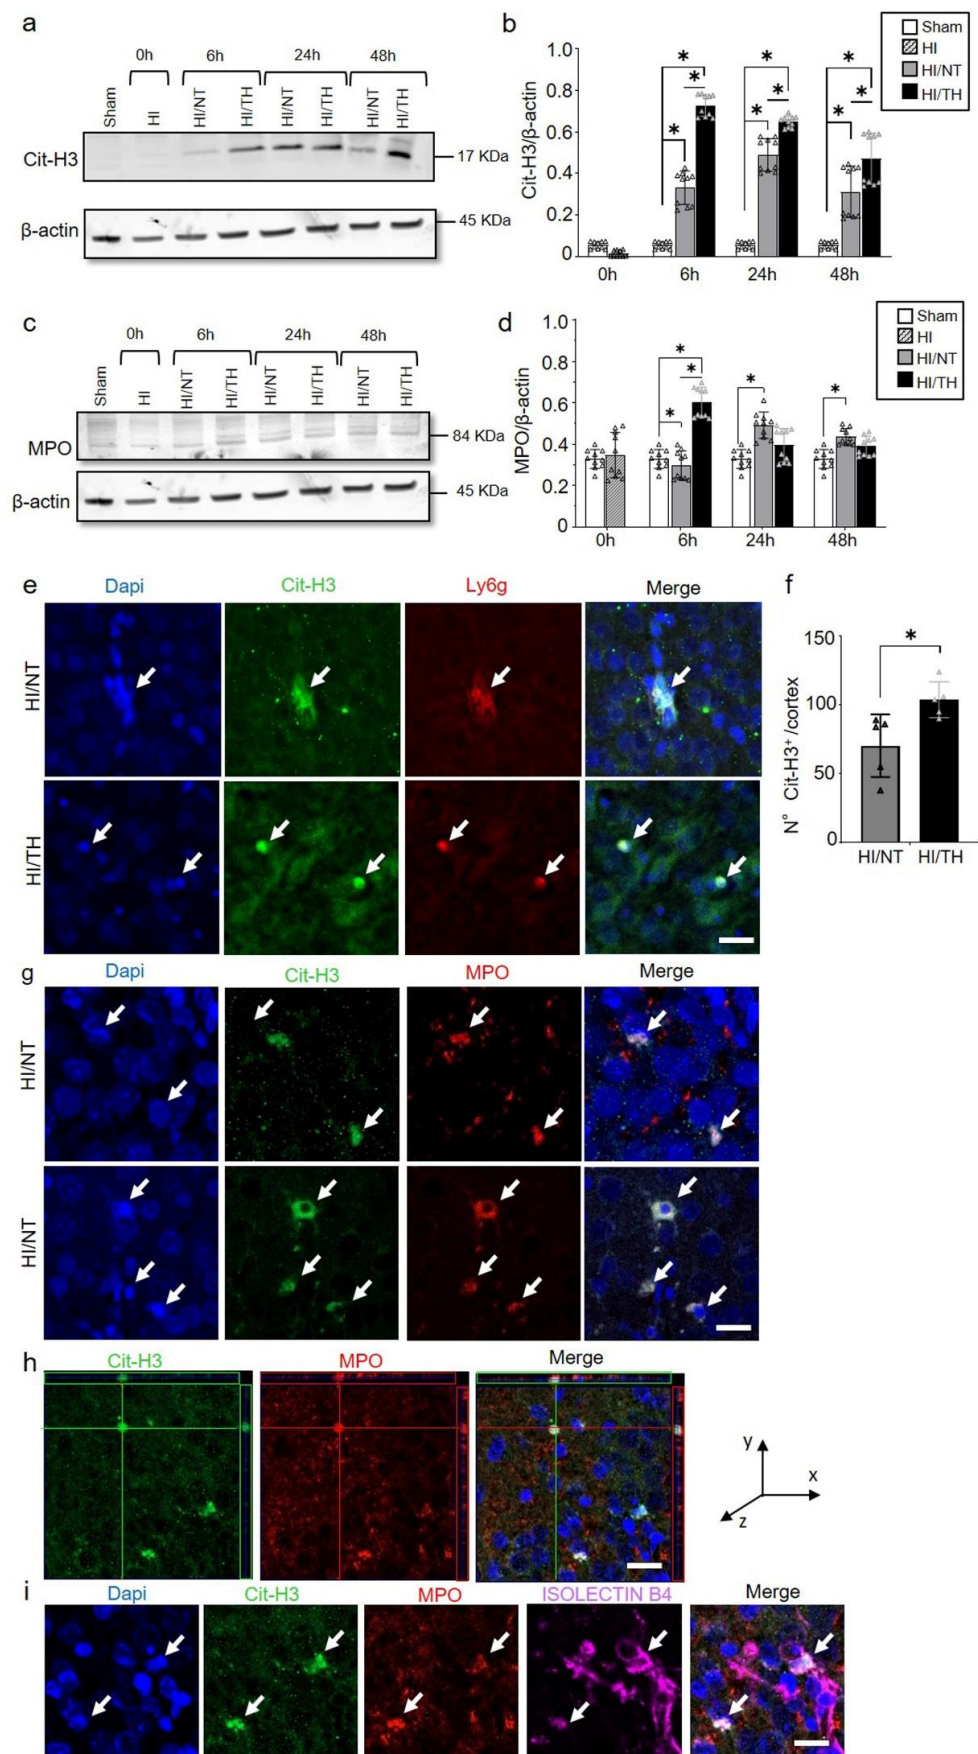 a
0h
6h
24h
48h
Sham
HI
HI/NT
HI/TH
HI/NT
HI/TH
HI/NT
HI/TH
Cit-H3
17 KDa
β-actin
45 KDa
b
Sham
HI
HI/NT
HI/TH
Cit-H3/β-actin
1.0
0.8
0.6
0.4
0.2
0
* * *
* * *
* * *
0h
6h
24h
48h
c
0h
6h
24h
48h
Sham
HI
HI/NT
HI/TH
HI/NT
HI/TH
HI/NT
HI/TH
MPO
84 KDa
β-actin
45 KDa
d
Sham
HI
HI/NT
HI/TH
MPO/β-actin
1.0
0.8
0.6
0.4
0.2
0
* * *
*
*
0h
6h
24h
48h
e
Dapi
Cit-H3
Ly6g
Merge
HI/NT
HI/TH
f
N° Cit-H3⁺/cortex
150
100
50
0
*
HI/NT
HI/TH
g
Dapi
Cit-H3
MPO
Merge
HI/NT
HI/NT
h
Cit-H3
MPO
Merge
y
x
z
i
Dapi
Cit-H3
MPO
ISOLECTIN B4
Merge